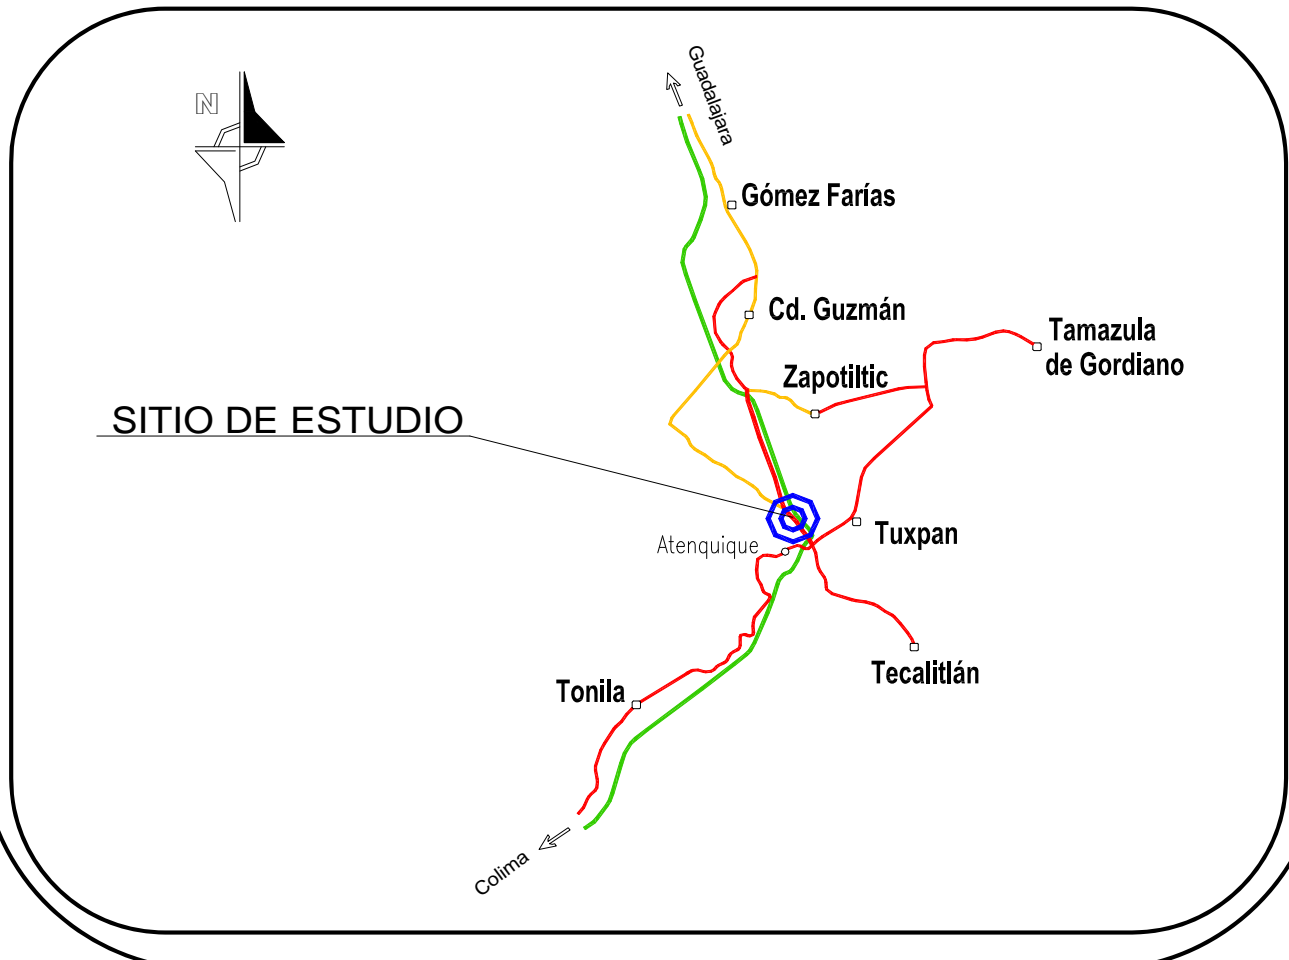 Guadalajara
N
Gómez Farías
Cd. Guzmán
Tamazula
de Gordiano
Zapotiltic
SITIO DE ESTUDIO
Tuxpan
Atenquique
Tecalitlán
Tonila
Colima